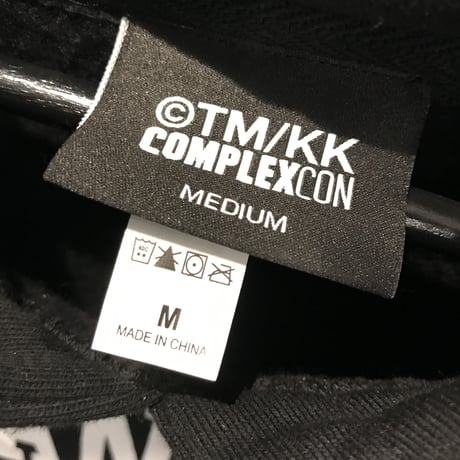 ©TM/KK
COMPLEXCON
MEDIUM
M
MADE IN CHINA